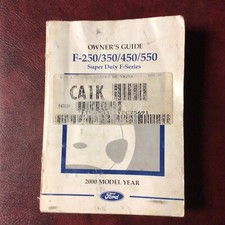 OWNER'S GUIDE
F-250/350/450/550
Super Duty F-Series
CA1K
2000 MODEL YEAR
Ford